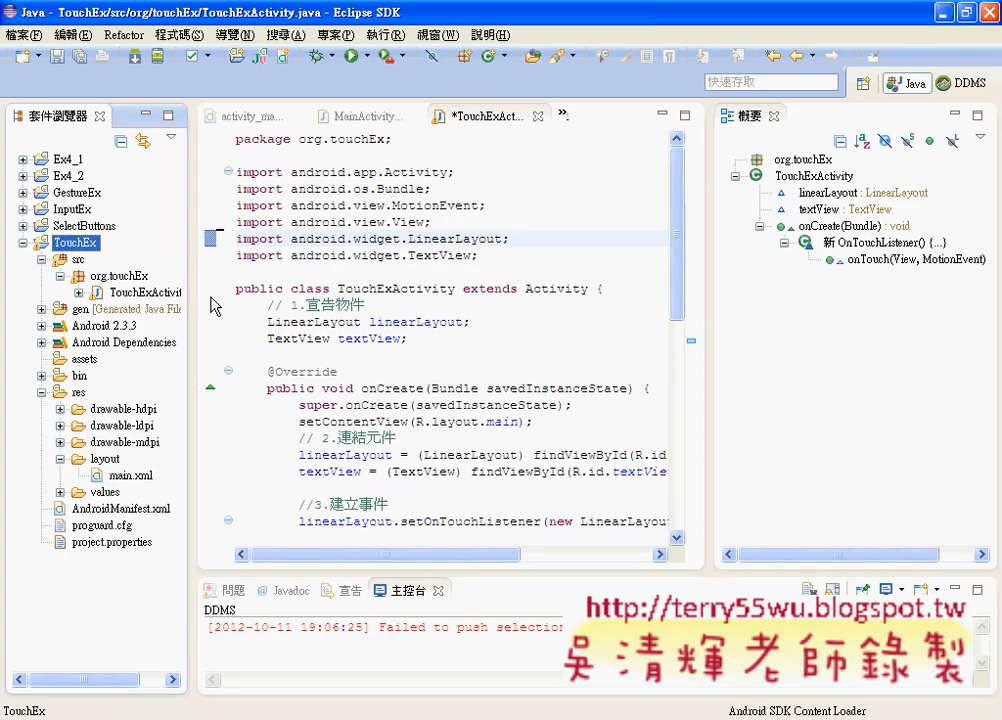 Java - TouchEx/src/org/touchEx/TouchExActivity.java - Eclipse SDK
檔案(F) 編輯(E) Refactor 程式碼(S) 導覽(N) 搜尋(A) 專案(P) 執行(R) 視窗(W) 說明(H)
快速存取 Java DDMS
套件瀏覽器
Ex4_1
Ex4_2
GestureEx
InputEx
SelectButtons
TouchEx
src
org.touchEx
TouchExActivit
gen [Generated Java File
Android 2.3.3
Android Dependencies
assets
bin
res
drawable-hdpi
drawable-ldpi
drawable-mdpi
layout
main.xml
values
AndroidManifest.xml
proguard.cfg
project.properties
activity_ma... MainActivity... *TouchExAct...
package org.touchEx;
import android.app.Activity;
import android.os.Bundle;
import android.view.MotionEvent;
import android.view.View;
import android.widget.LinearLayout;
import android.widget.TextView;
public class TouchExActivity extends Activity {
// 1.宣告物件
LinearLayout linearLayout;
TextView textView;
@Override
public void onCreate(Bundle savedInstanceState) {
super.onCreate(savedInstanceState);
setContentView(R.layout.main);
// 2.連結元件
linearLayout = (LinearLayout) findViewById(R.id
textView = (TextView) findViewById(R.id.textVie
//3.建立事件
linearLayout.setOnTouchListener(new LinearLayou
概要
org.touchEx
TouchExActivity
linearLayout : LinearLayout
textView : TextView
onCreate(Bundle) : void
新 OnTouchListener() {...}
onTouch(View, MotionEvent)
問題 @ Javadoc 宣告 主控台
DDMS
[2012-10-11 19:06:25] Failed to push selection
http://terry55wu.blogspot.tw
吳清輝老師錄製
TouchEx
Android SDK Content Loader